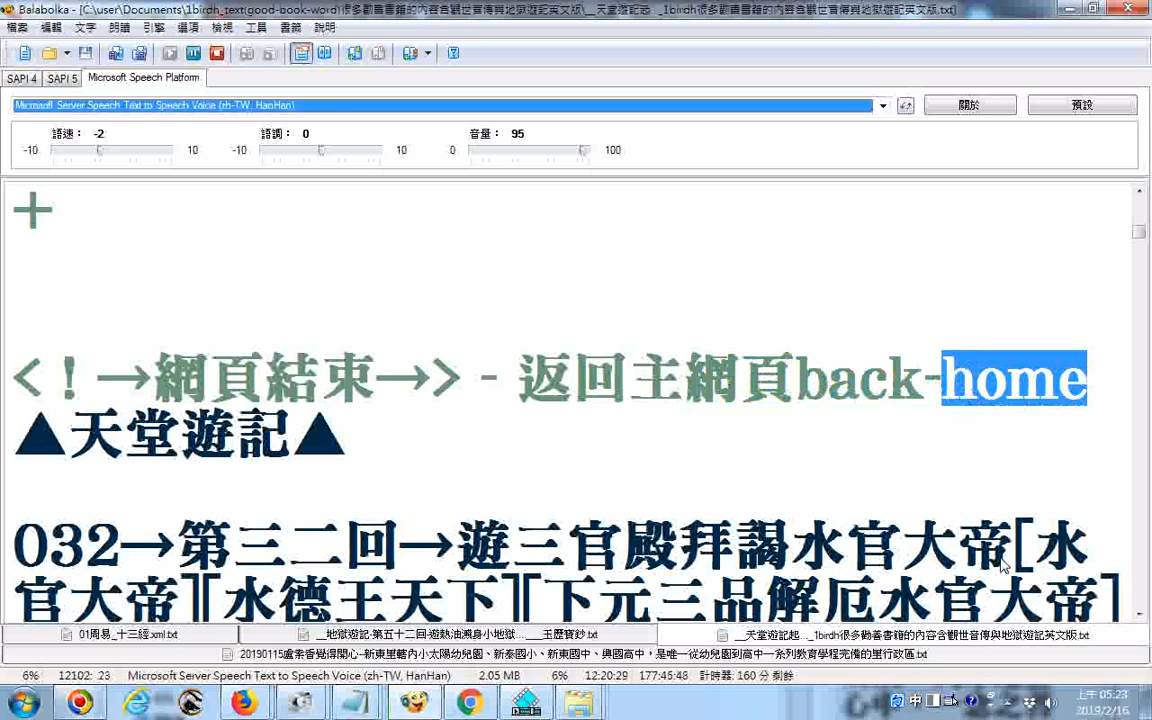 Balabolka - [C:\user\Documents\1birdh_text(good-book-word)很多勸善書籍的內容含觀世音傳與地獄遊記英文版\__天堂遊記起... _1birdh很多勸善書籍的內容含觀世音傳與地獄遊記英文版.txt]
檔案 編輯 文字 朗讀 引擎 選項 檢視 工具 書籤 說明
SAPI 4 SAPI 5 Microsoft Speech Platform
Microsoft Server Speech Text to Speech Voice (zh-TW, HanHan) 關於 預設
語速： -2 語調： 0 音量： 95
-10 10 -10 10 0 100
+
<！→網頁結束→> - 返回主網頁back-home
▲天堂遊記▲
032→第三二回→遊三官殿拜謁水官大帝[水
官大帝][水德王天下][下元三品解厄水官大帝]
01周易_十三經.xml.txt __地獄遊記-第五十二回-遊熱油濺身小地獄...___玉歷寶鈔.txt __天堂遊記起..._1birdh很多勸善書籍的內容含觀世音傳與地獄遊記英文版.txt
20190115盧素香覺得開心-新東里轄內小太陽幼兒園、新泰國小、新東國中、興國高中，是唯一從幼兒園到高中一系列教育學程完備的里行政區.txt
6% 12102: 23 Microsoft Server Speech Text to Speech Voice (zh-TW, HanHan) 2.05 MB 6% 12:20:29 177:45:48 計時器: 160 分 剩餘
中 上午 05:23
2019/2/16